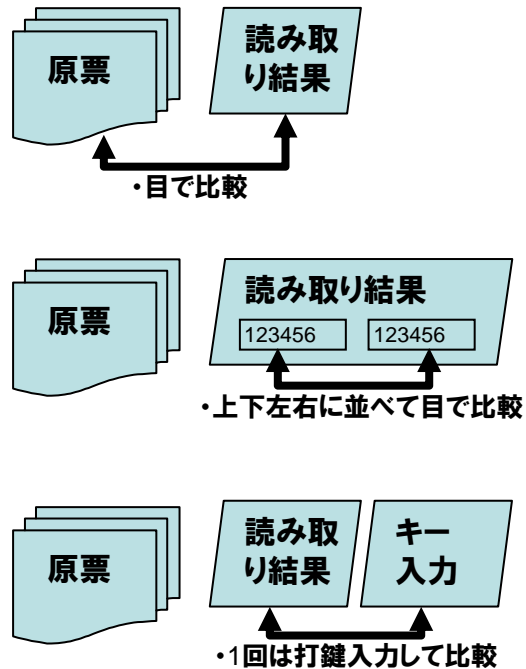 原票
読み取
り結果
・目で比較
原票
読み取り結果
123456 123456
・上下左右に並べて目で比較
原票
読み取
り結果
キー
入力
・1回は打鍵入力して比較